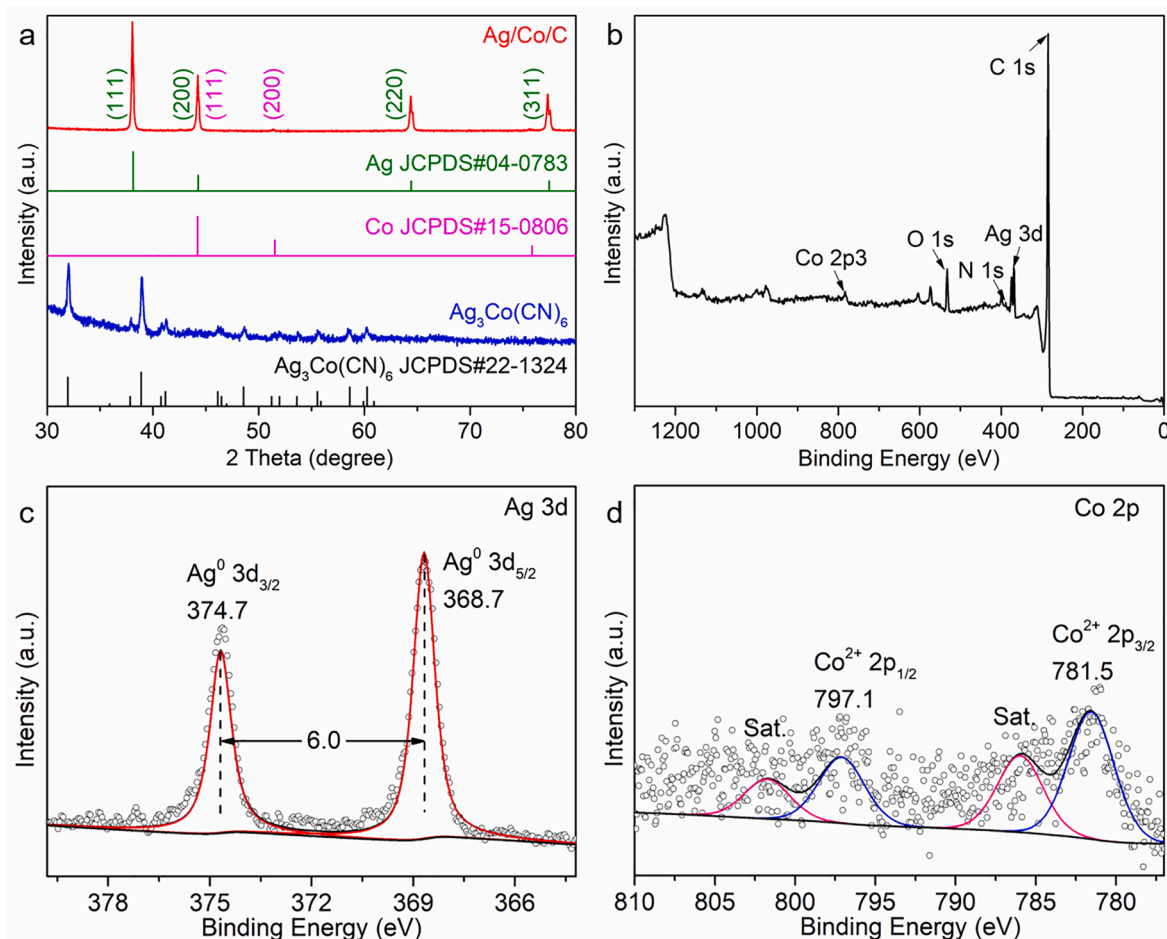 a
Ag/Co/C
(111)
(200)
(111)
(200)
(220)
(311)
Ag JCPDS#04-0783
Co JCPDS#15-0806
Ag₃Co(CN)₆
Ag₃Co(CN)₆ JCPDS#22-1324
Intensity (a.u.)
30 40 50 60 70 80
2 Theta (degree)
b
C 1s
Ag 3d
O 1s
N 1s
Co 2p3
Intensity (a.u.)
1200 1000 800 600 400 200 0
Binding Energy (eV)
c
Ag 3d
Ag⁰ 3d₃/₂
374.7
Ag⁰ 3d₅/₂
368.7
6.0
Intensity (a.u.)
378 375 372 369 366
Binding Energy (eV)
d
Co 2p
Co²⁺ 2p₃/₂
781.5
Co²⁺ 2p₁/₂
797.1
Sat.
Sat.
Intensity (a.u.)
810 805 800 795 790 785 780
Binding Energy (eV)